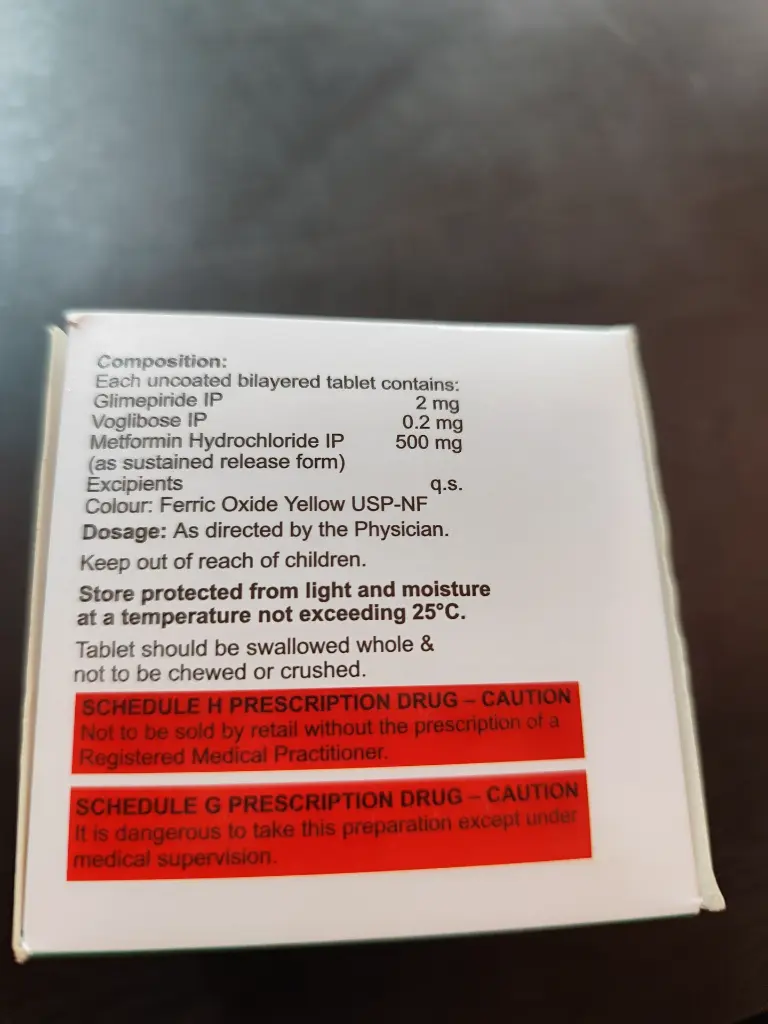 Composition:
Each uncoated bilayered tablet contains:
Glimepiride IP 2 mg
Voglibose IP 0.2 mg
Metformin Hydrochloride IP 500 mg
(as sustained release form)
Excipients q.s.
Colour: Ferric Oxide Yellow USP-NF
Dosage: As directed by the Physician.
Keep out of reach of children.
Store protected from light and moisture
at a temperature not exceeding 25°C.
Tablet should be swallowed whole &
not to be chewed or crushed.
SCHEDULE H PRESCRIPTION DRUG – CAUTION
Not to be sold by retail without the prescription of a
Registered Medical Practitioner.
SCHEDULE G PRESCRIPTION DRUG – CAUTION
It is dangerous to take this preparation except under
medical supervision.